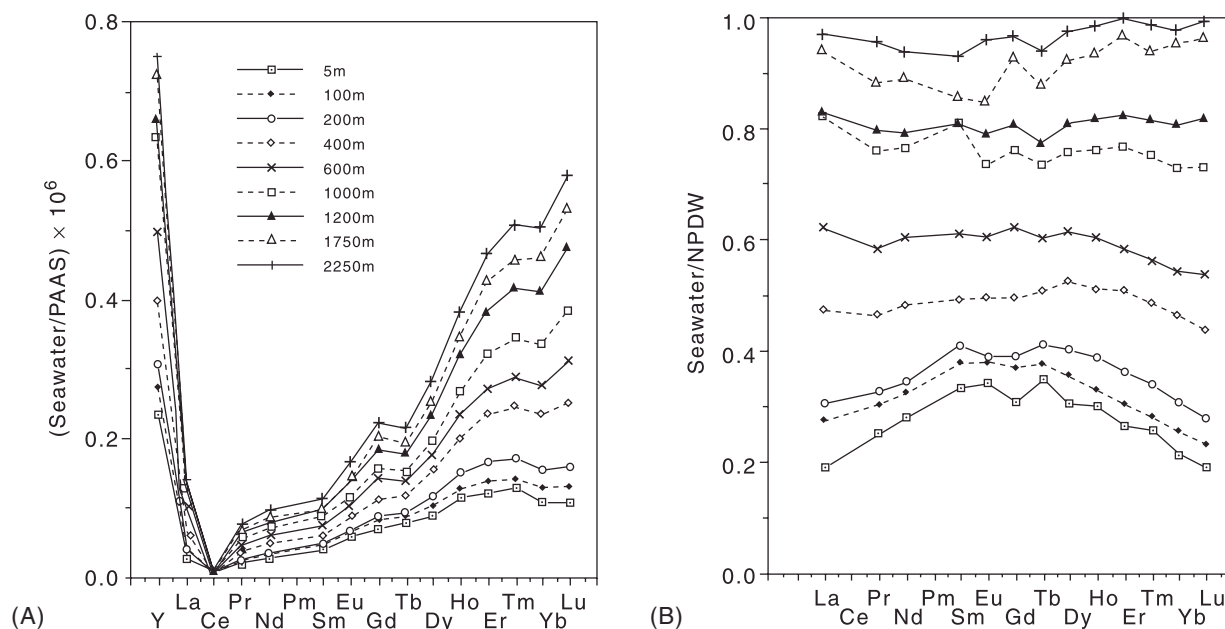 0.8
0.6
0.4
0.2
0.0
(Seawater/PAAS) × 10⁶
5m
100m
200m
400m
600m
1000m
1200m
1750m
2250m
La Pr Pm Eu Tb Ho Tm Lu
Y Ce Nd Sm Gd Dy Er Yb
(A)
1.0
0.8
0.6
0.4
0.2
0.0
Seawater/NPDW
La Pr Pm Eu Tb Ho Tm Lu
Ce Nd Sm Gd Dy Er Yb
(B)